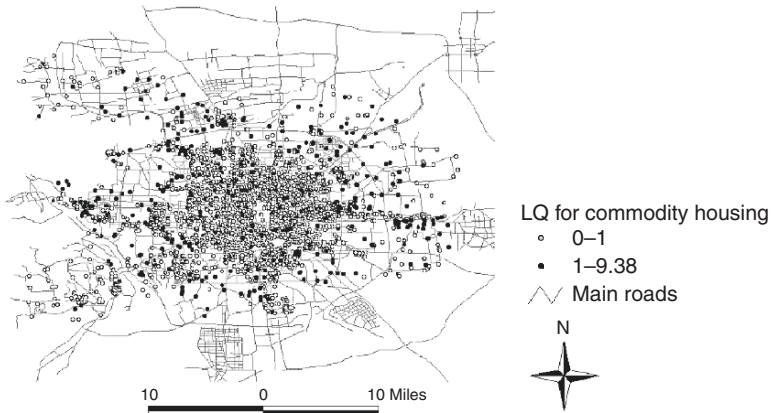 LQ for commodity housing
0–1
1–9.38
Main roads
N
10 0 10 Miles